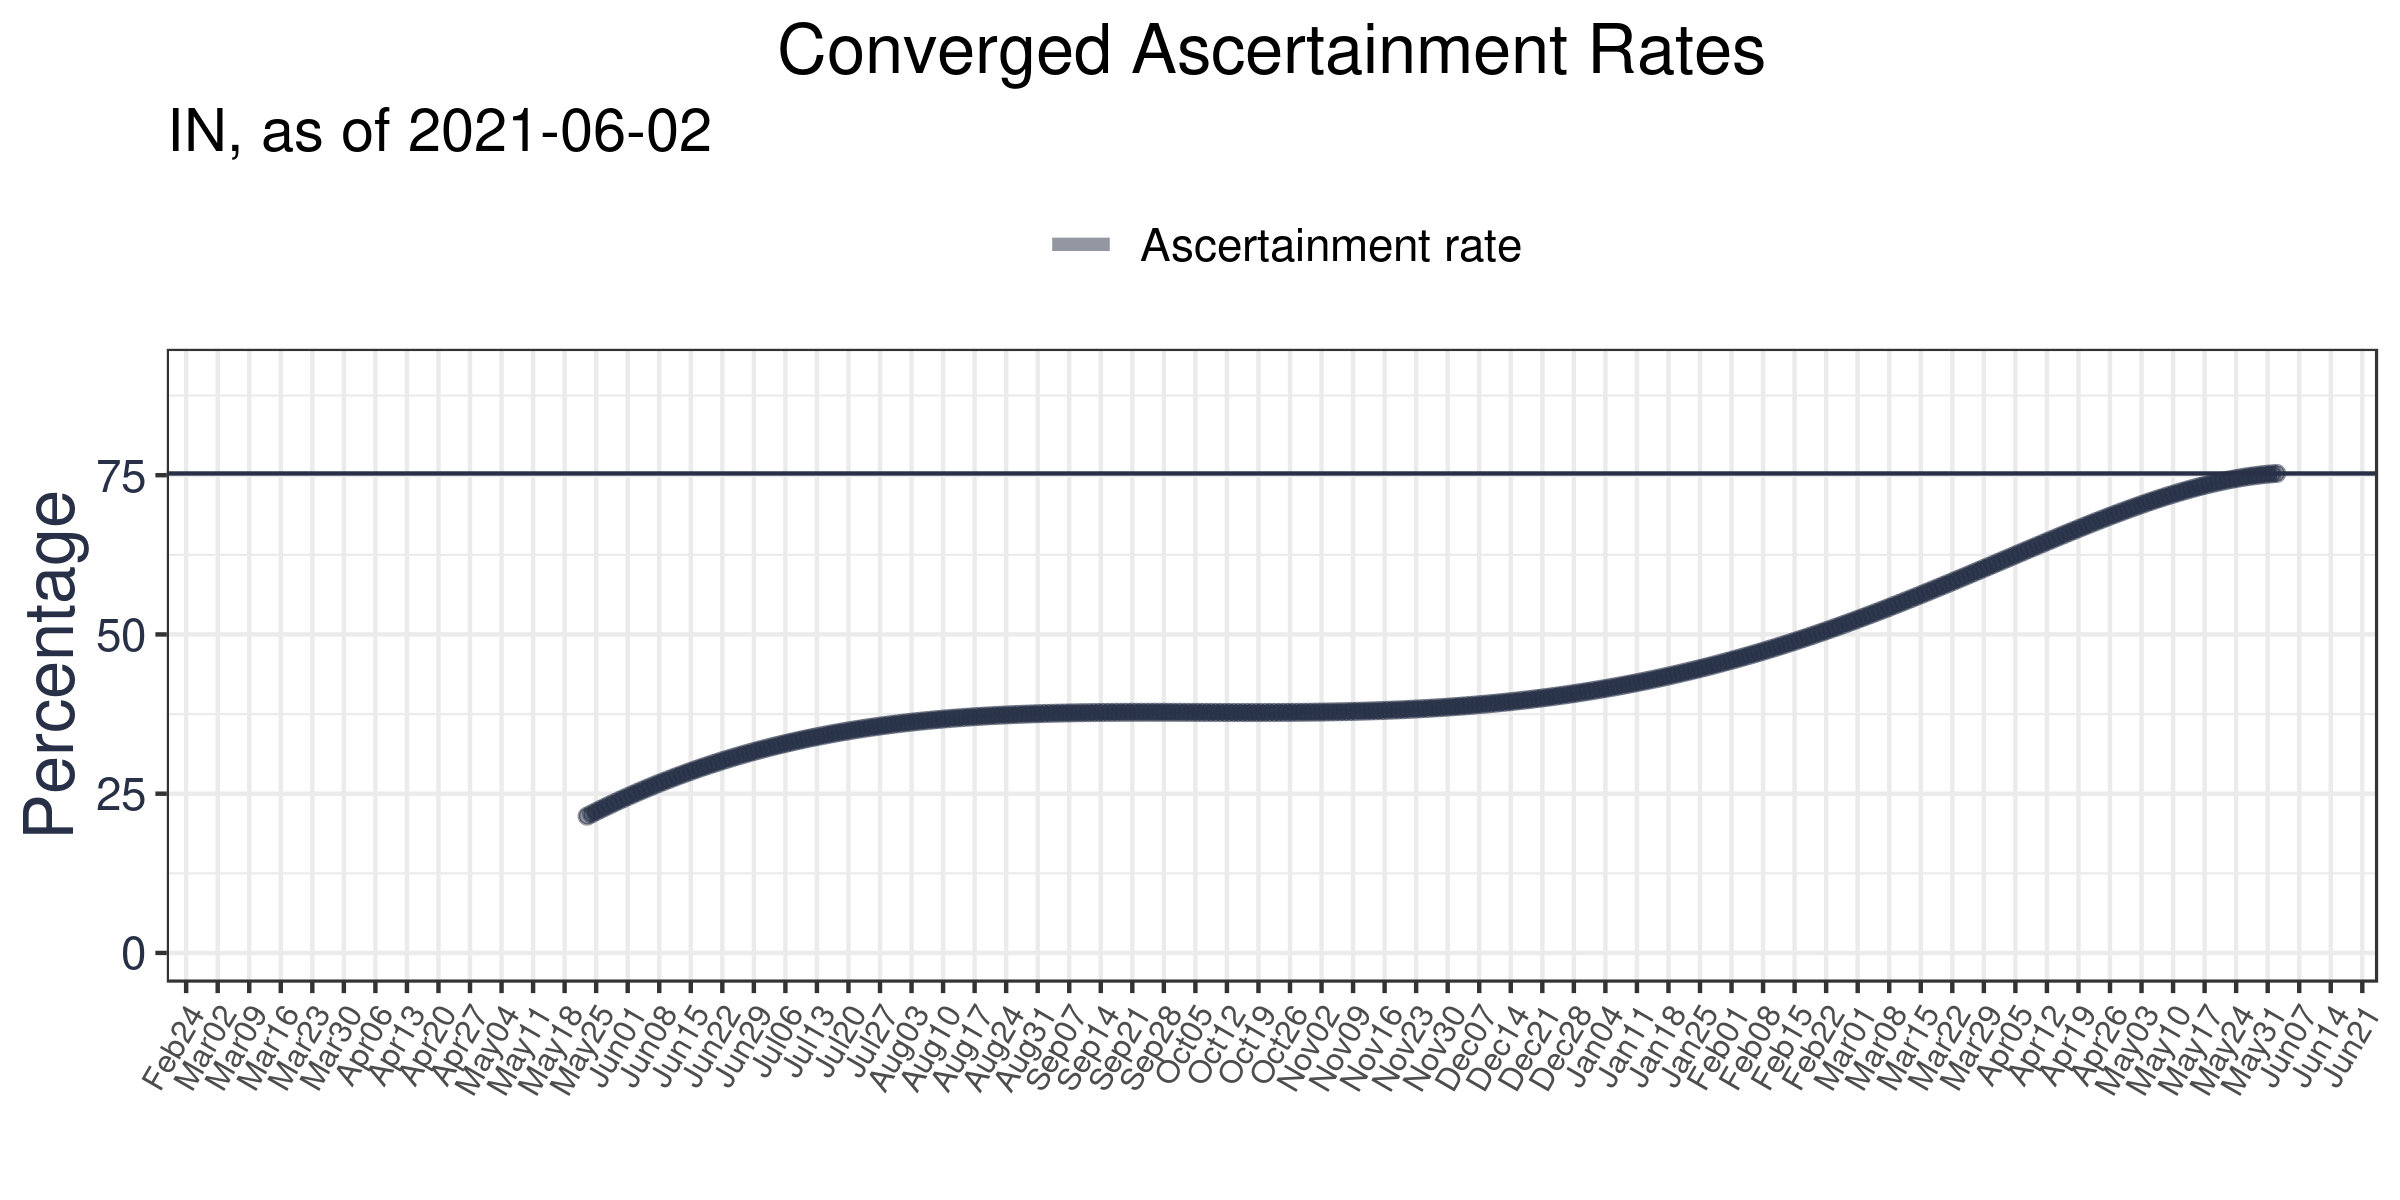 Converged Ascertainment Rates
IN, as of 2021-06-02
Ascertainment rate
Percentage
75
50
25
0
Feb24
Mar02
Mar09
Mar16
Mar23
Mar30
Apr06
Apr13
Apr20
Apr27
May04
May11
May18
May25
Jun01
Jun08
Jun15
Jun22
Jun29
Jul06
Jul13
Jul20
Jul27
Aug03
Aug10
Aug17
Aug24
Aug31
Sep07
Sep14
Sep21
Sep28
Oct05
Oct12
Oct19
Oct26
Nov02
Nov09
Nov16
Nov23
Nov30
Dec07
Dec14
Dec21
Dec28
Jan04
Jan11
Jan18
Jan25
Feb01
Feb08
Feb15
Feb22
Mar01
Mar08
Mar15
Mar22
Mar29
Apr05
Apr12
Apr19
Apr26
May03
May10
May17
May24
May31
Jun07
Jun14
Jun21